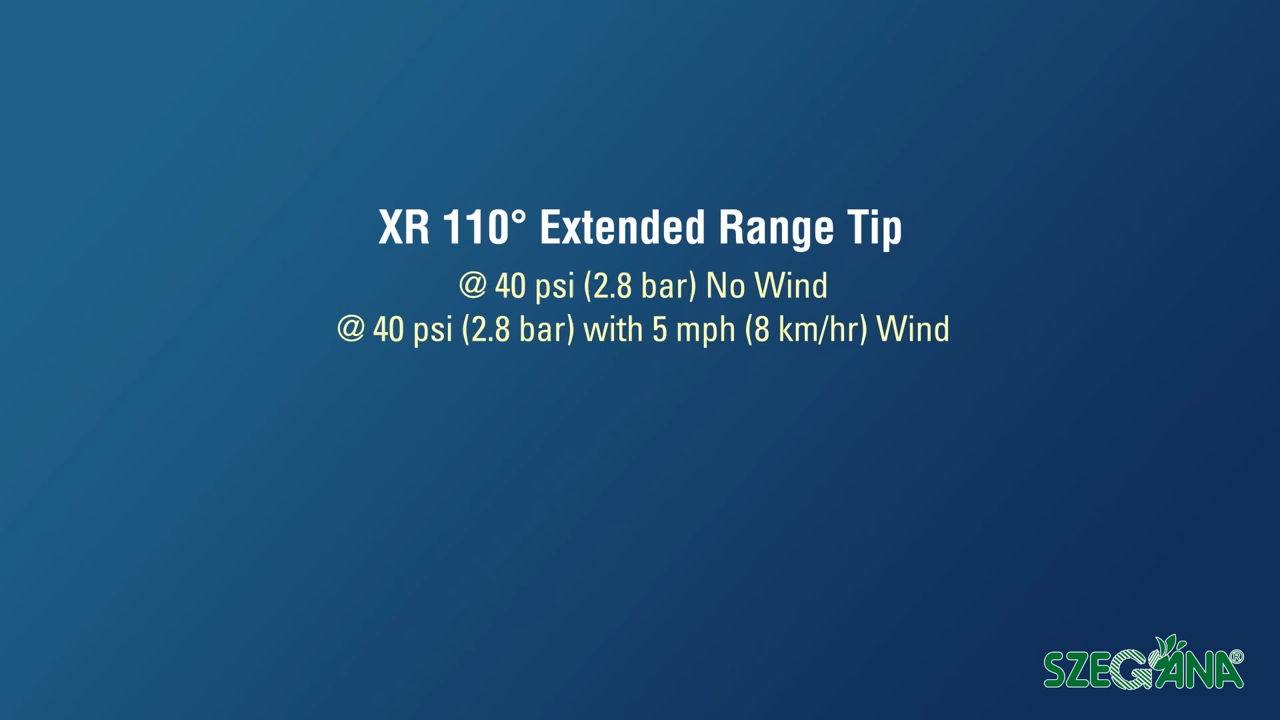 XR 110° Extended Range Tip
@ 40 psi (2.8 bar) No Wind
@ 40 psi (2.8 bar) with 5 mph (8 km/hr) Wind
SZEGÁNA®